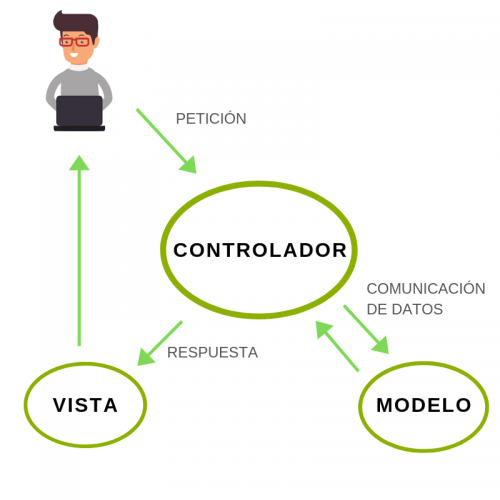 PETICIÓN
CONTROLADOR
COMUNICACIÓN
DE DATOS
RESPUESTA
VISTA
MODELO